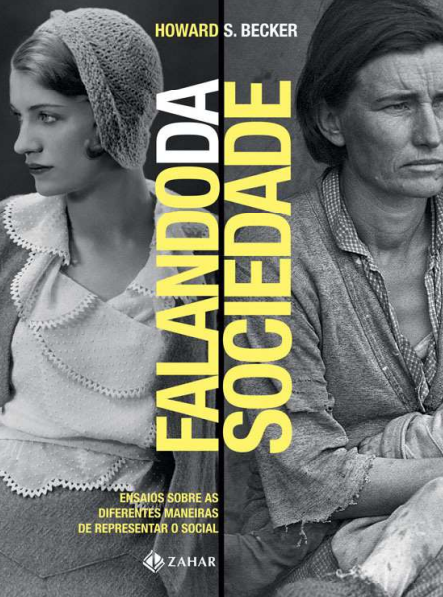 HOWARD S. BECKER
FALANDO DA
SOCIEDADE
ENSAIOS SOBRE AS
DIFERENTES MANEIRAS
DE REPRESENTAR O SOCIAL
ZAHAR